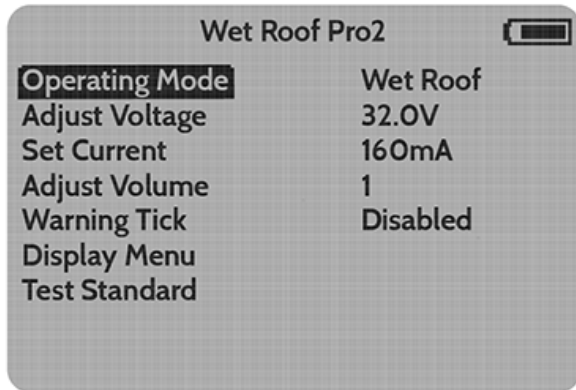 Wet Roof Pro2
Operating Mode Wet Roof
Adjust Voltage 32.0V
Set Current 160mA
Adjust Volume 1
Warning Tick Disabled
Display Menu
Test Standard